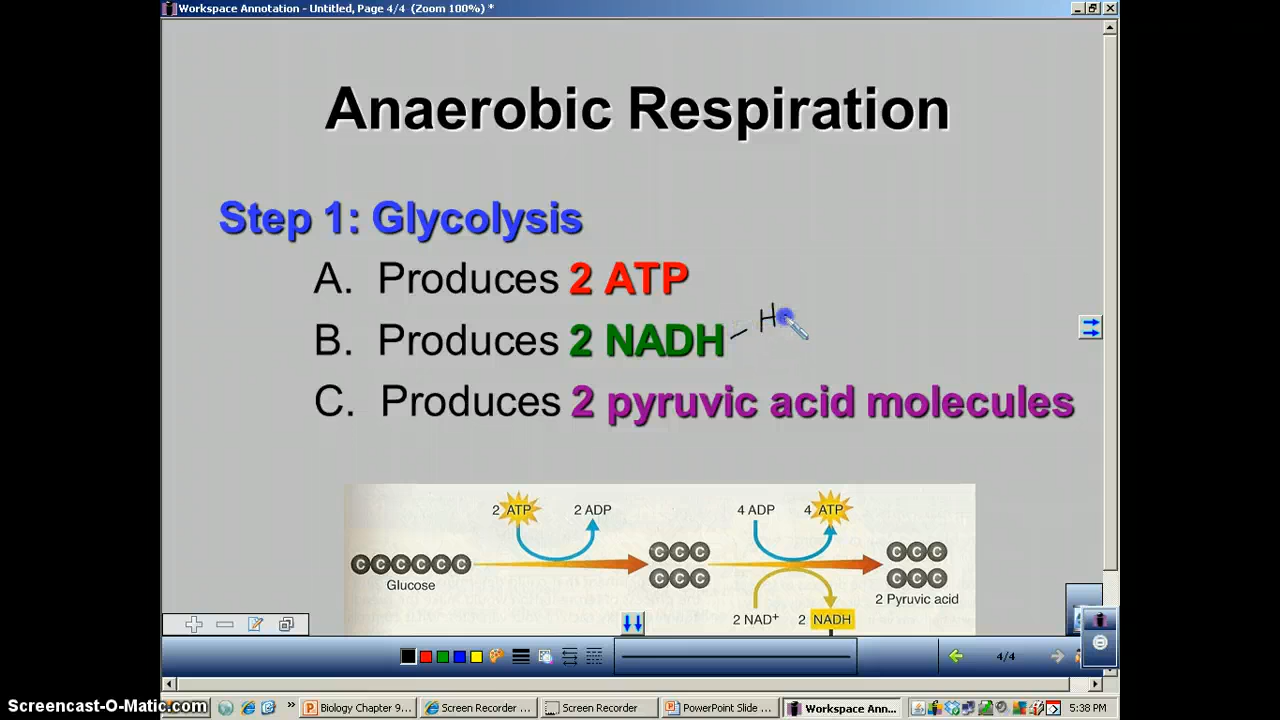 Workspace Annotation - Untitled, Page 4/4 (Zoom 100%) *
Anaerobic Respiration
Step 1: Glycolysis
A. Produces 2 ATP
H
B. Produces 2 NADH
C. Produces 2 pyruvic acid molecules
2 ATP 2 ADP 4 ADP 4 ATP
C C C C C C
C C C
C C C
C C C
C C C
Glucose
2 Pyruvic acid
2 NAD⁺ 2 NADH
4/4
Screencast-O-Matic.com
»
Biology Chapter 9...
Screen Recorder ...
Screen Recorder
PowerPoint Slide ...
Workspace Ann...
5:38 PM